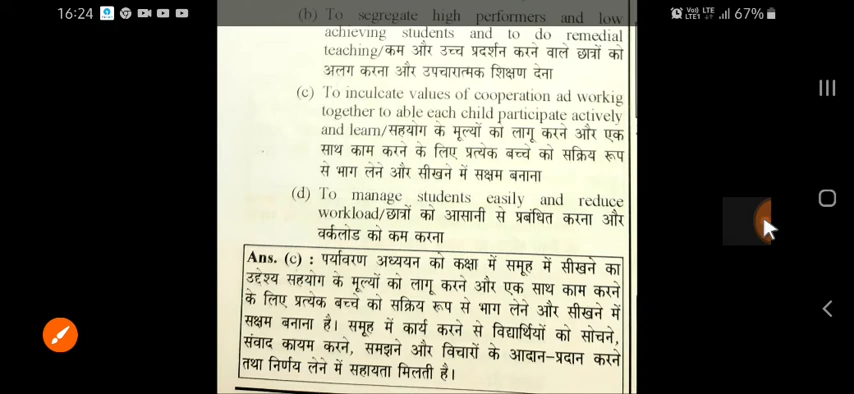 16:24
Vo)) LTE
LTE1
67%
(b) To segregate high performers and low
achieving students and to do remedial
teaching/कम और उच्च प्रदर्शन करने वाले छात्रों को
अलग करना और उपचारात्मक शिक्षण देना
(c) To inculcate values of cooperation ad workig
together to able each child participate actively
and learn/सहयोग के मूल्यों को लागू करने और एक
साथ काम करने के लिए प्रत्येक बच्चे को सक्रिय रूप
से भाग लेने और सीखने में सक्षम बनाना
(d) To manage students easily and reduce
workload/छात्रों को आसानी से प्रबंधित करना और
वर्कलोड को कम करना
Ans. (c) : पर्यावरण अध्ययन को कक्षा में समूह में सीखने का
उद्देश्य सहयोग के मूल्यों को लागू करने और एक साथ काम करने
के लिए प्रत्येक बच्चे को सक्रिय रूप से भाग लेने और सीखने में
सक्षम बनाना है। समूह में कार्य करने से विद्यार्थियों को सोचने,
संवाद कायम करने, समझने और विचारों के आदान-प्रदान करने
तथा निर्णय लेने में सहायता मिलती है।